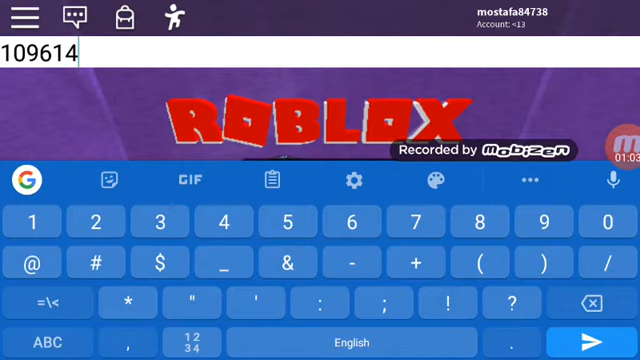 mostafa84738
Account: <13
109614
ROBLOX
Recorded by mobizen
01:03
G GIF
1 2 3 4 5 6 7 8 9 0
@ # $ _ & - + ( ) /
=\< * " ' : ; ! ?
ABC , 12 34 English .